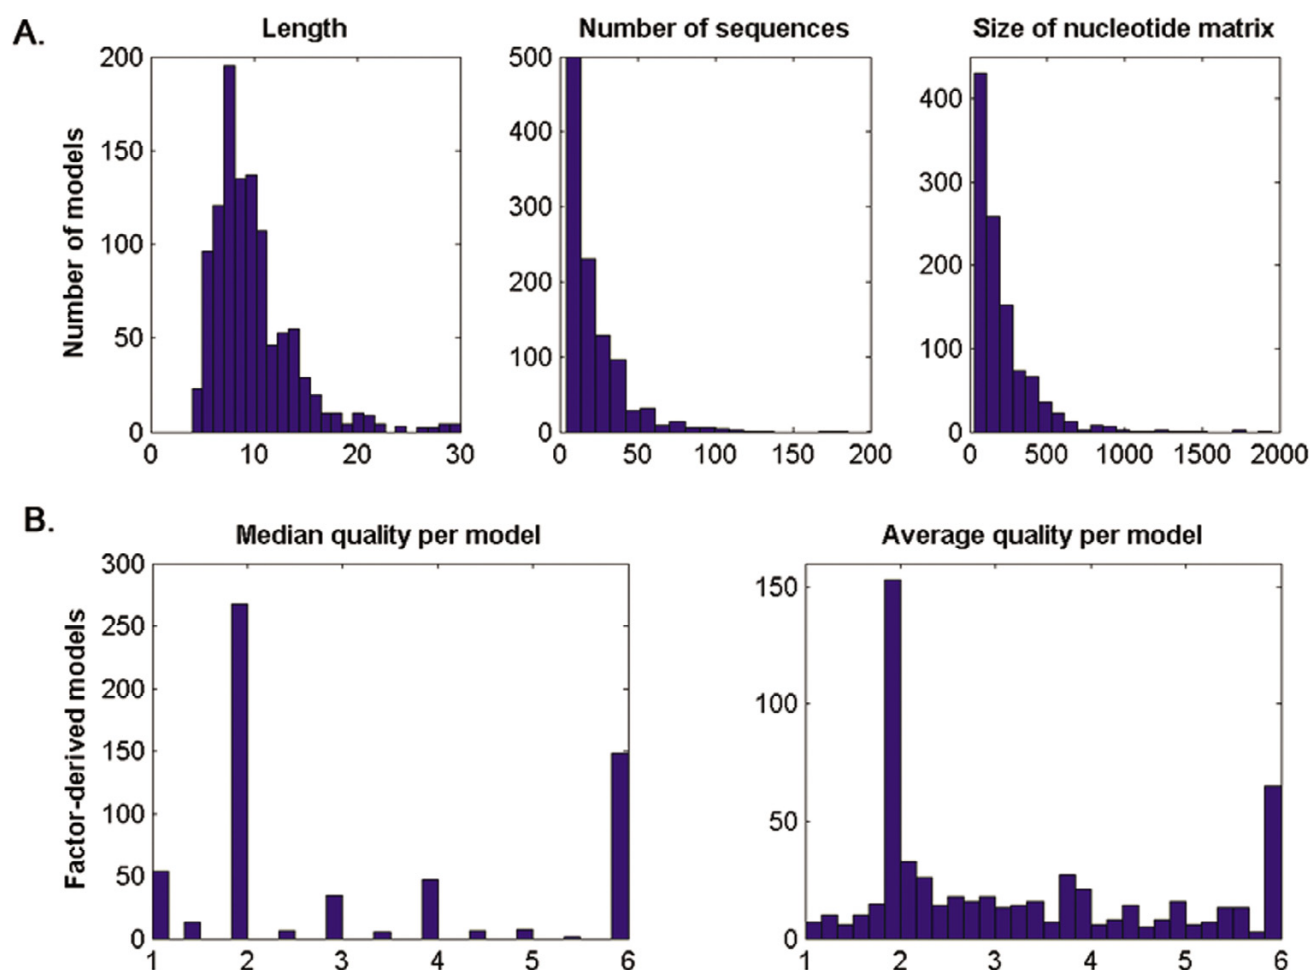 A.
Length
Number of sequences
Size of nucleotide matrix
Number of models
200
150
100
50
0
0 10 20 30
500
400
300
200
100
0
0 50 100 150 200
400
300
200
100
0
0 500 1000 1500 2000
B.
Median quality per model
Average quality per model
Factor-derived models
300
250
200
150
100
50
0
1 2 3 4 5 6
150
100
50
0
1 2 3 4 5 6